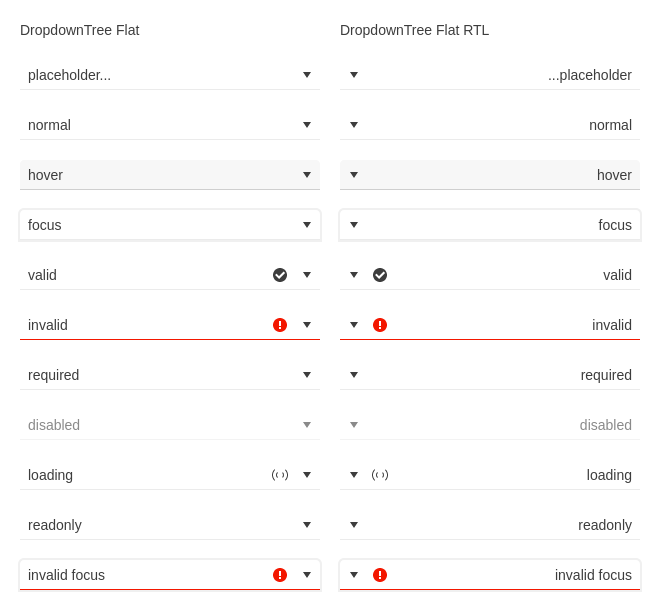 DropdownTree Flat
placeholder...
normal
hover
focus
valid
invalid
required
disabled
loading
readonly
invalid focus
DropdownTree Flat RTL
...placeholder
normal
hover
focus
valid
invalid
required
disabled
loading
readonly
invalid focus